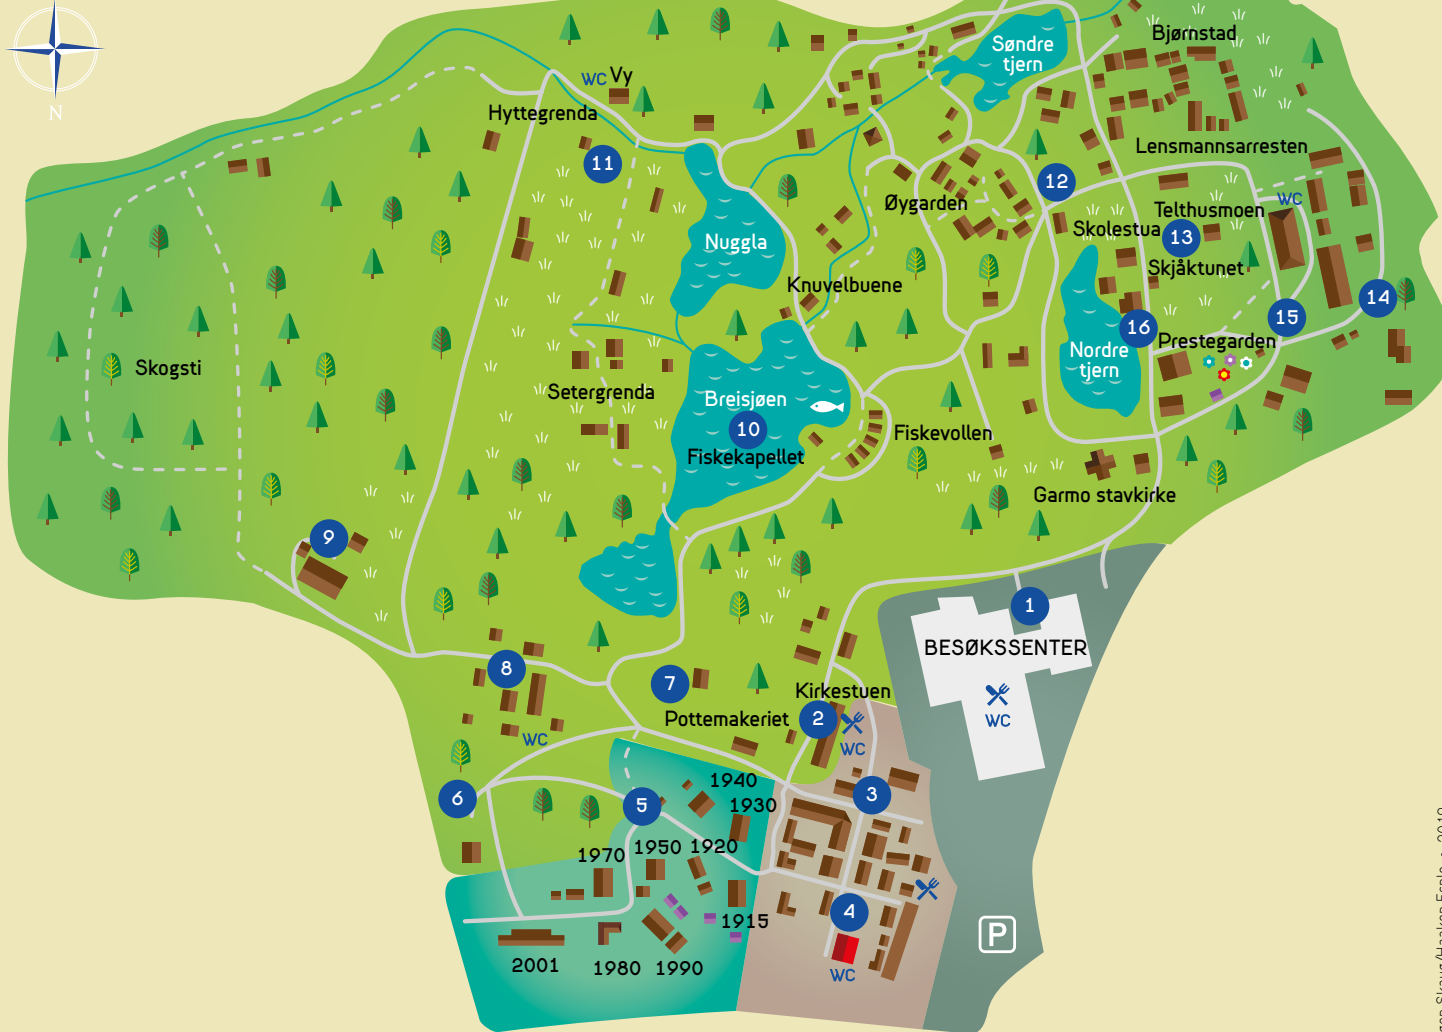 N
WC Vy
Hyttegrenda
11
Søndre
tjern
Bjørnstad
Lensmannsarresten
12
Øygarden
WC
Telthusmoen
Skolestua
13
Skjåktunet
Nuggla
Knuvelbuene
14
15
16
Prestegarden
Nordre
tjern
Skogsti
Setergrenda
Breisjøen
10
Fiskekapellet
Fiskevollen
Garmo stavkirke
9
1
BESØKSSENTER
WC
8
WC
7
Pottemakeriet
Kirkestuen
2
WC
3
6
5
1940
1930
1970
1950
1920
1915
4
WC
P
2001
1980
1990